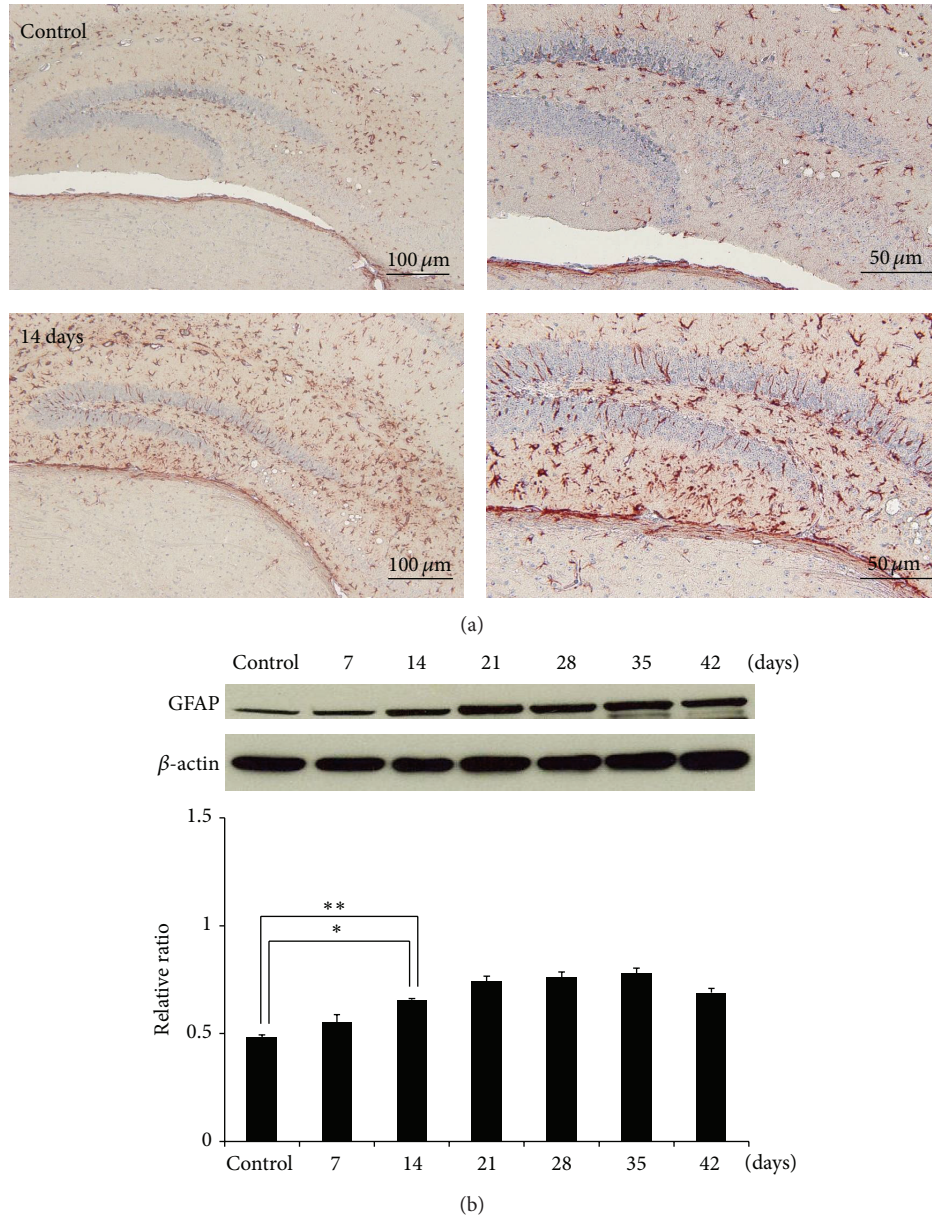 Control
100 μm
50 μm
14 days
100 μm
50 μm
(a)
Control 7 14 21 28 35 42 (days)
GFAP
β-actin
1.5
1
0.5
0
Relative ratio
**
*
Control 7 14 21 28 35 42 (days)
(b)